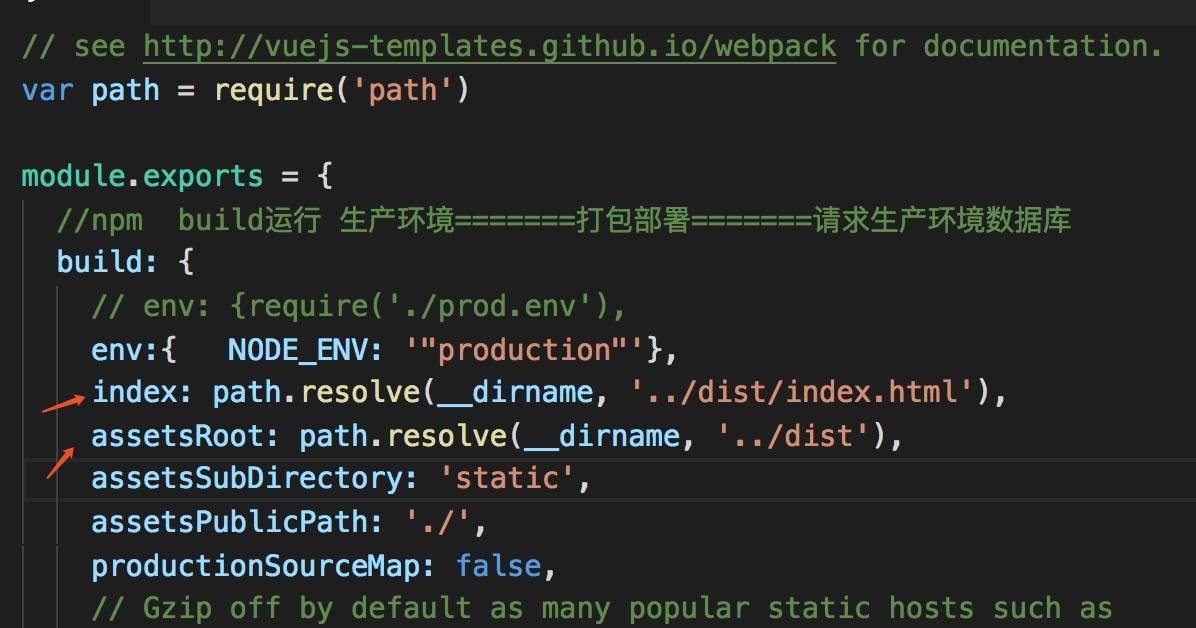 // see http://vuejs-templates.github.io/webpack for documentation.
var path = require('path')
module.exports = {
//npm  build运行 生产环境=======打包部署=======请求生产环境数据库
build: {
// env: {require('./prod.env'),
env:{   NODE_ENV: '"production"'},
index: path.resolve(__dirname, '../dist/index.html'),
assetsRoot: path.resolve(__dirname, '../dist'),
assetsSubDirectory: 'static',
assetsPublicPath: './',
productionSourceMap: false,
// Gzip off by default as many popular static hosts such as